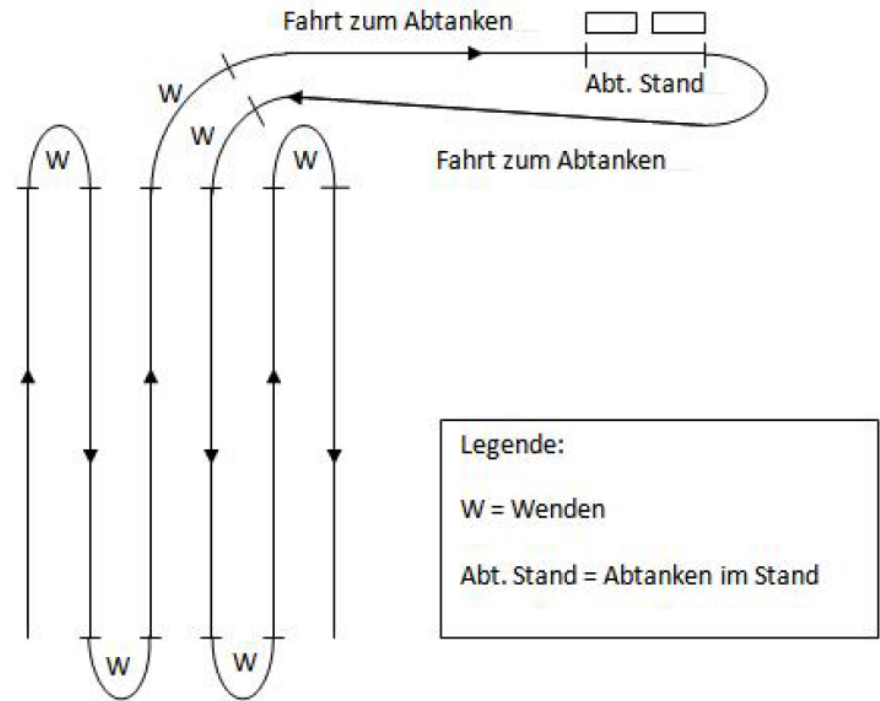 Fahrt zum Abtanken
Abt. Stand
W
W
W
W
Fahrt zum Abtanken
Legende:
W = Wenden
Abt. Stand = Abtanken im Stand
W
W